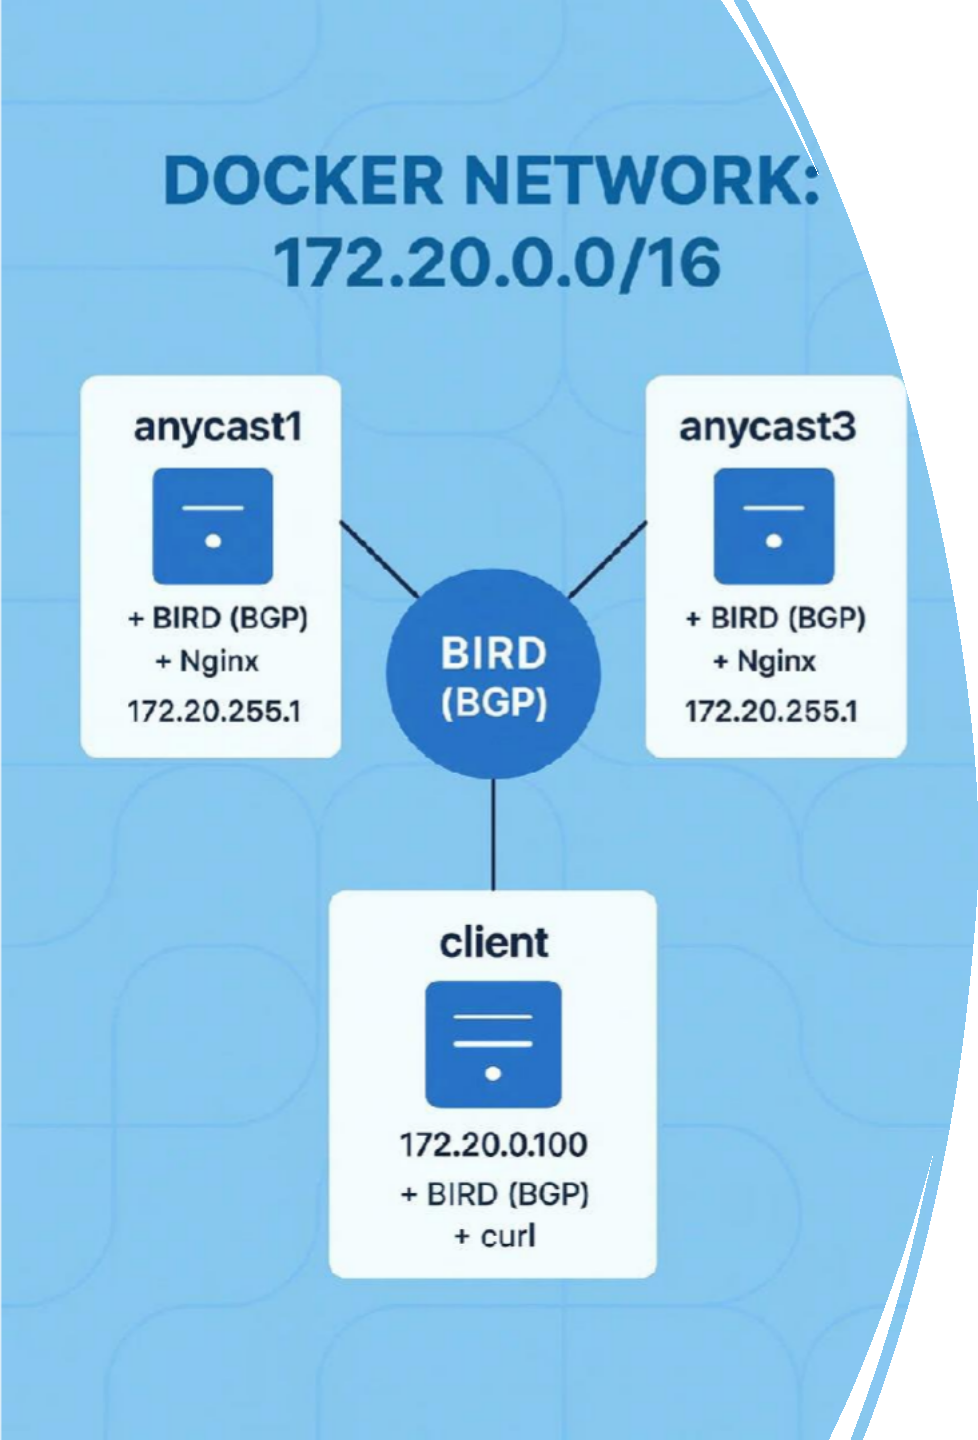 DOCKER NETWORK:
172.20.0.0/16
anycast1
+ BIRD (BGP)
+ Nginx
172.20.255.1
anycast3
+ BIRD (BGP)
+ Nginx
172.20.255.1
BIRD
(BGP)
client
172.20.0.100
+ BIRD (BGP)
+ curl